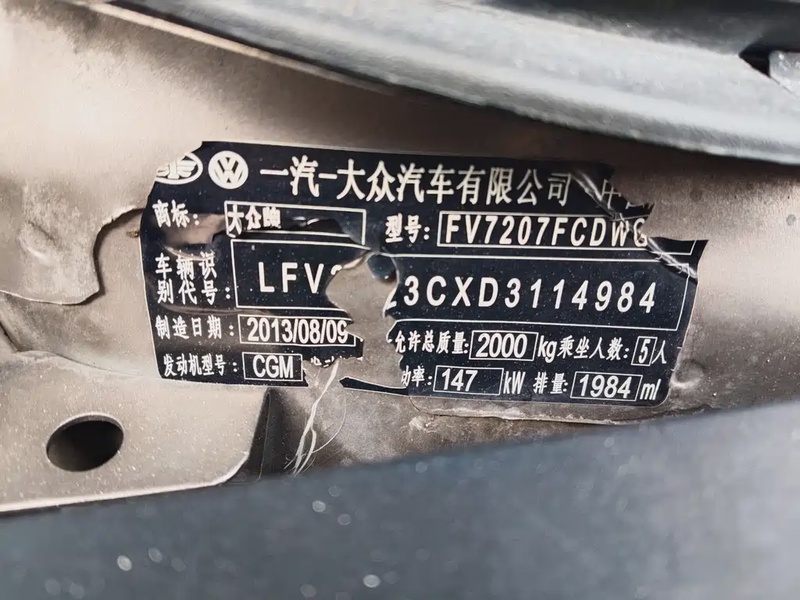 一汽-大众汽车有限公司
商标: 大众牌 型号: FV7207FCDW
车辆识别代号: LFV 23CXD3114984
制造日期: 2013/08/09 允许总质量: 2000 kg 乘坐人数: 5 人
发动机型号: CGM 功率: 147 kW 排量: 1984 ml